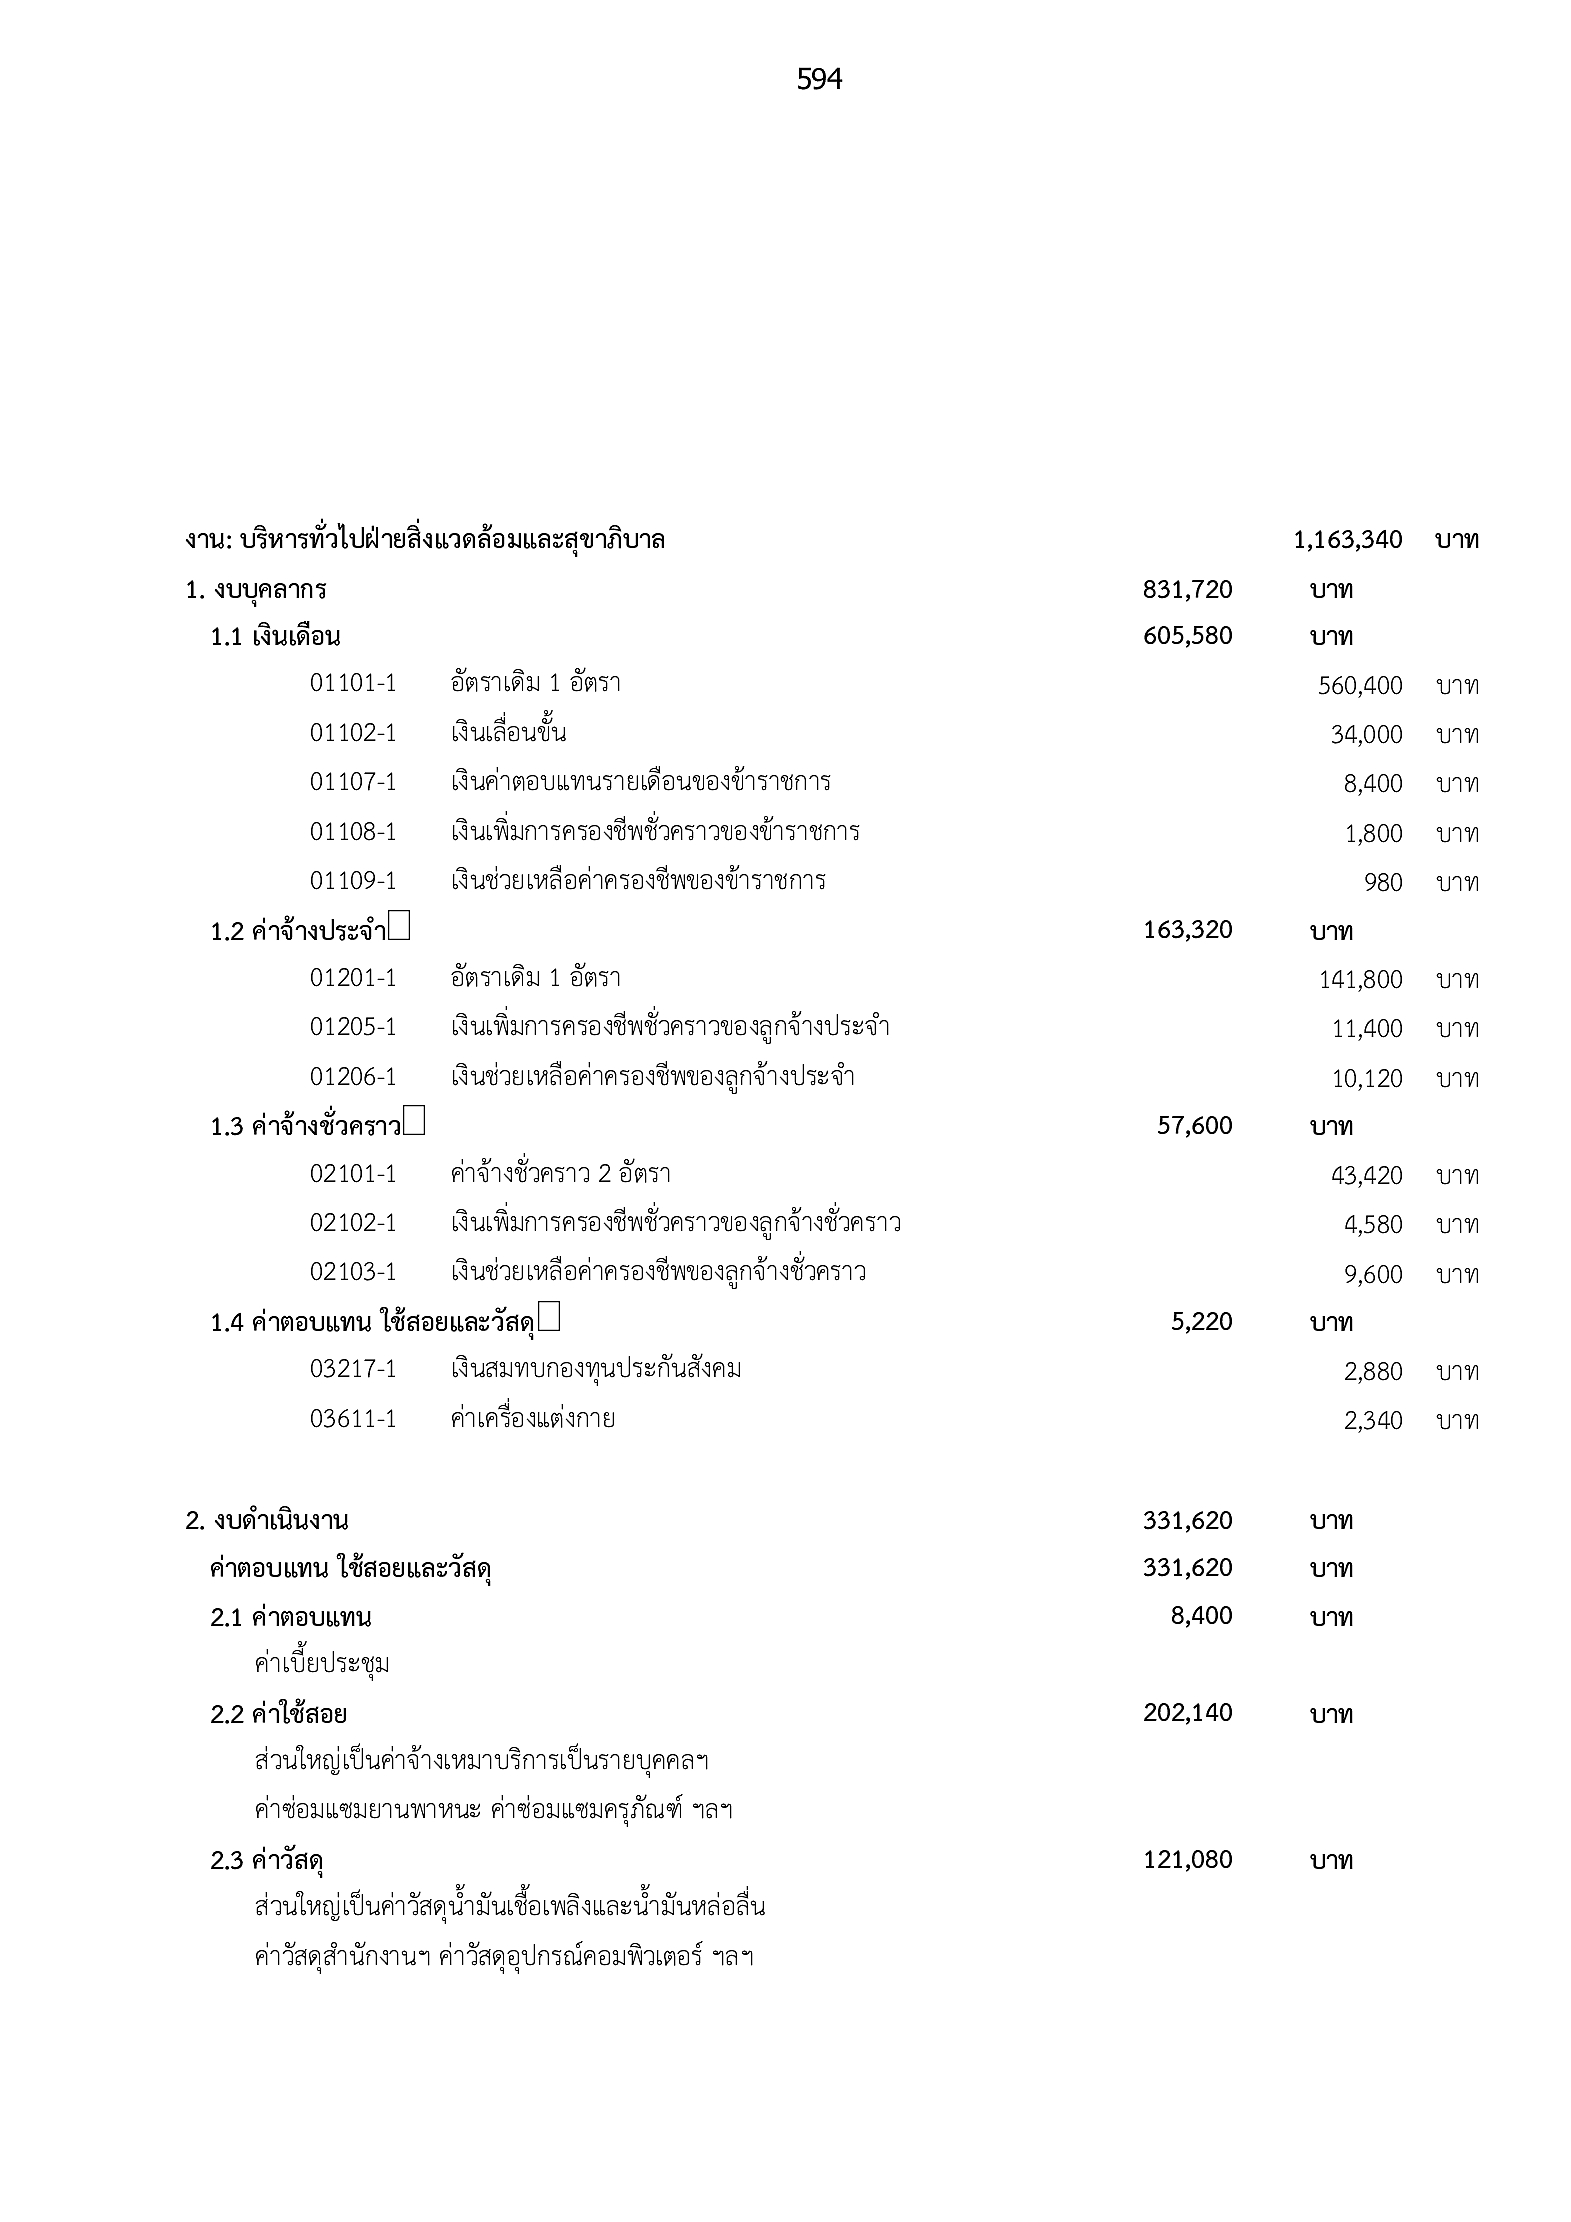 594
งาน: บริหารทั่วไปฝ่ายสิ่งแวดล้อมและสุขาภิบาล 1,163,340 บาท
1. งบบุคลากร 831,720 บาท
1.1 เงินเดือน 605,580 บาท
01101-1 อัตราเดิม 1 อัตรา 560,400 บาท
01102-1 เงินเลื่อนขั้น 34,000 บาท
01107-1 เงินค่าตอบแทนรายเดือนของข้าราชการ 8,400 บาท
01108-1 เงินเพิ่มการครองชีพชั่วคราวของข้าราชการ 1,800 บาท
01109-1 เงินช่วยเหลือค่าครองชีพของข้าราชการ 980 บาท
1.2 ค่าจ้างประจำ 163,320 บาท
01201-1 อัตราเดิม 1 อัตรา 141,800 บาท
01205-1 เงินเพิ่มการครองชีพชั่วคราวของลูกจ้างประจำ 11,400 บาท
01206-1 เงินช่วยเหลือค่าครองชีพของลูกจ้างประจำ 10,120 บาท
1.3 ค่าจ้างชั่วคราว 57,600 บาท
02101-1 ค่าจ้างชั่วคราว 2 อัตรา 43,420 บาท
02102-1 เงินเพิ่มการครองชีพชั่วคราวของลูกจ้างชั่วคราว 4,580 บาท
02103-1 เงินช่วยเหลือค่าครองชีพของลูกจ้างชั่วคราว 9,600 บาท
1.4 ค่าตอบแทน ใช้สอยและวัสดุ 5,220 บาท
03217-1 เงินสมทบกองทุนประกันสังคม 2,880 บาท
03611-1 ค่าเครื่องแต่งกาย 2,340 บาท
2. งบดำเนินงาน 331,620 บาท
ค่าตอบแทน ใช้สอยและวัสดุ 331,620 บาท
2.1 ค่าตอบแทน 8,400 บาท
ค่าเบี้ยประชุม
2.2 ค่าใช้สอย 202,140 บาท
ส่วนใหญ่เป็นค่าจ้างเหมาบริการเป็นรายบุคคลฯ
ค่าซ่อมแซมยานพาหนะ ค่าซ่อมแซมครุภัณฑ์ ฯลฯ
2.3 ค่าวัสดุ 121,080 บาท
ส่วนใหญ่เป็นค่าวัสดุน้ำมันเชื้อเพลิงและน้ำมันหล่อลื่น
ค่าวัสดุสำนักงานฯ ค่าวัสดุอุปกรณ์คอมพิวเตอร์ ฯลฯ